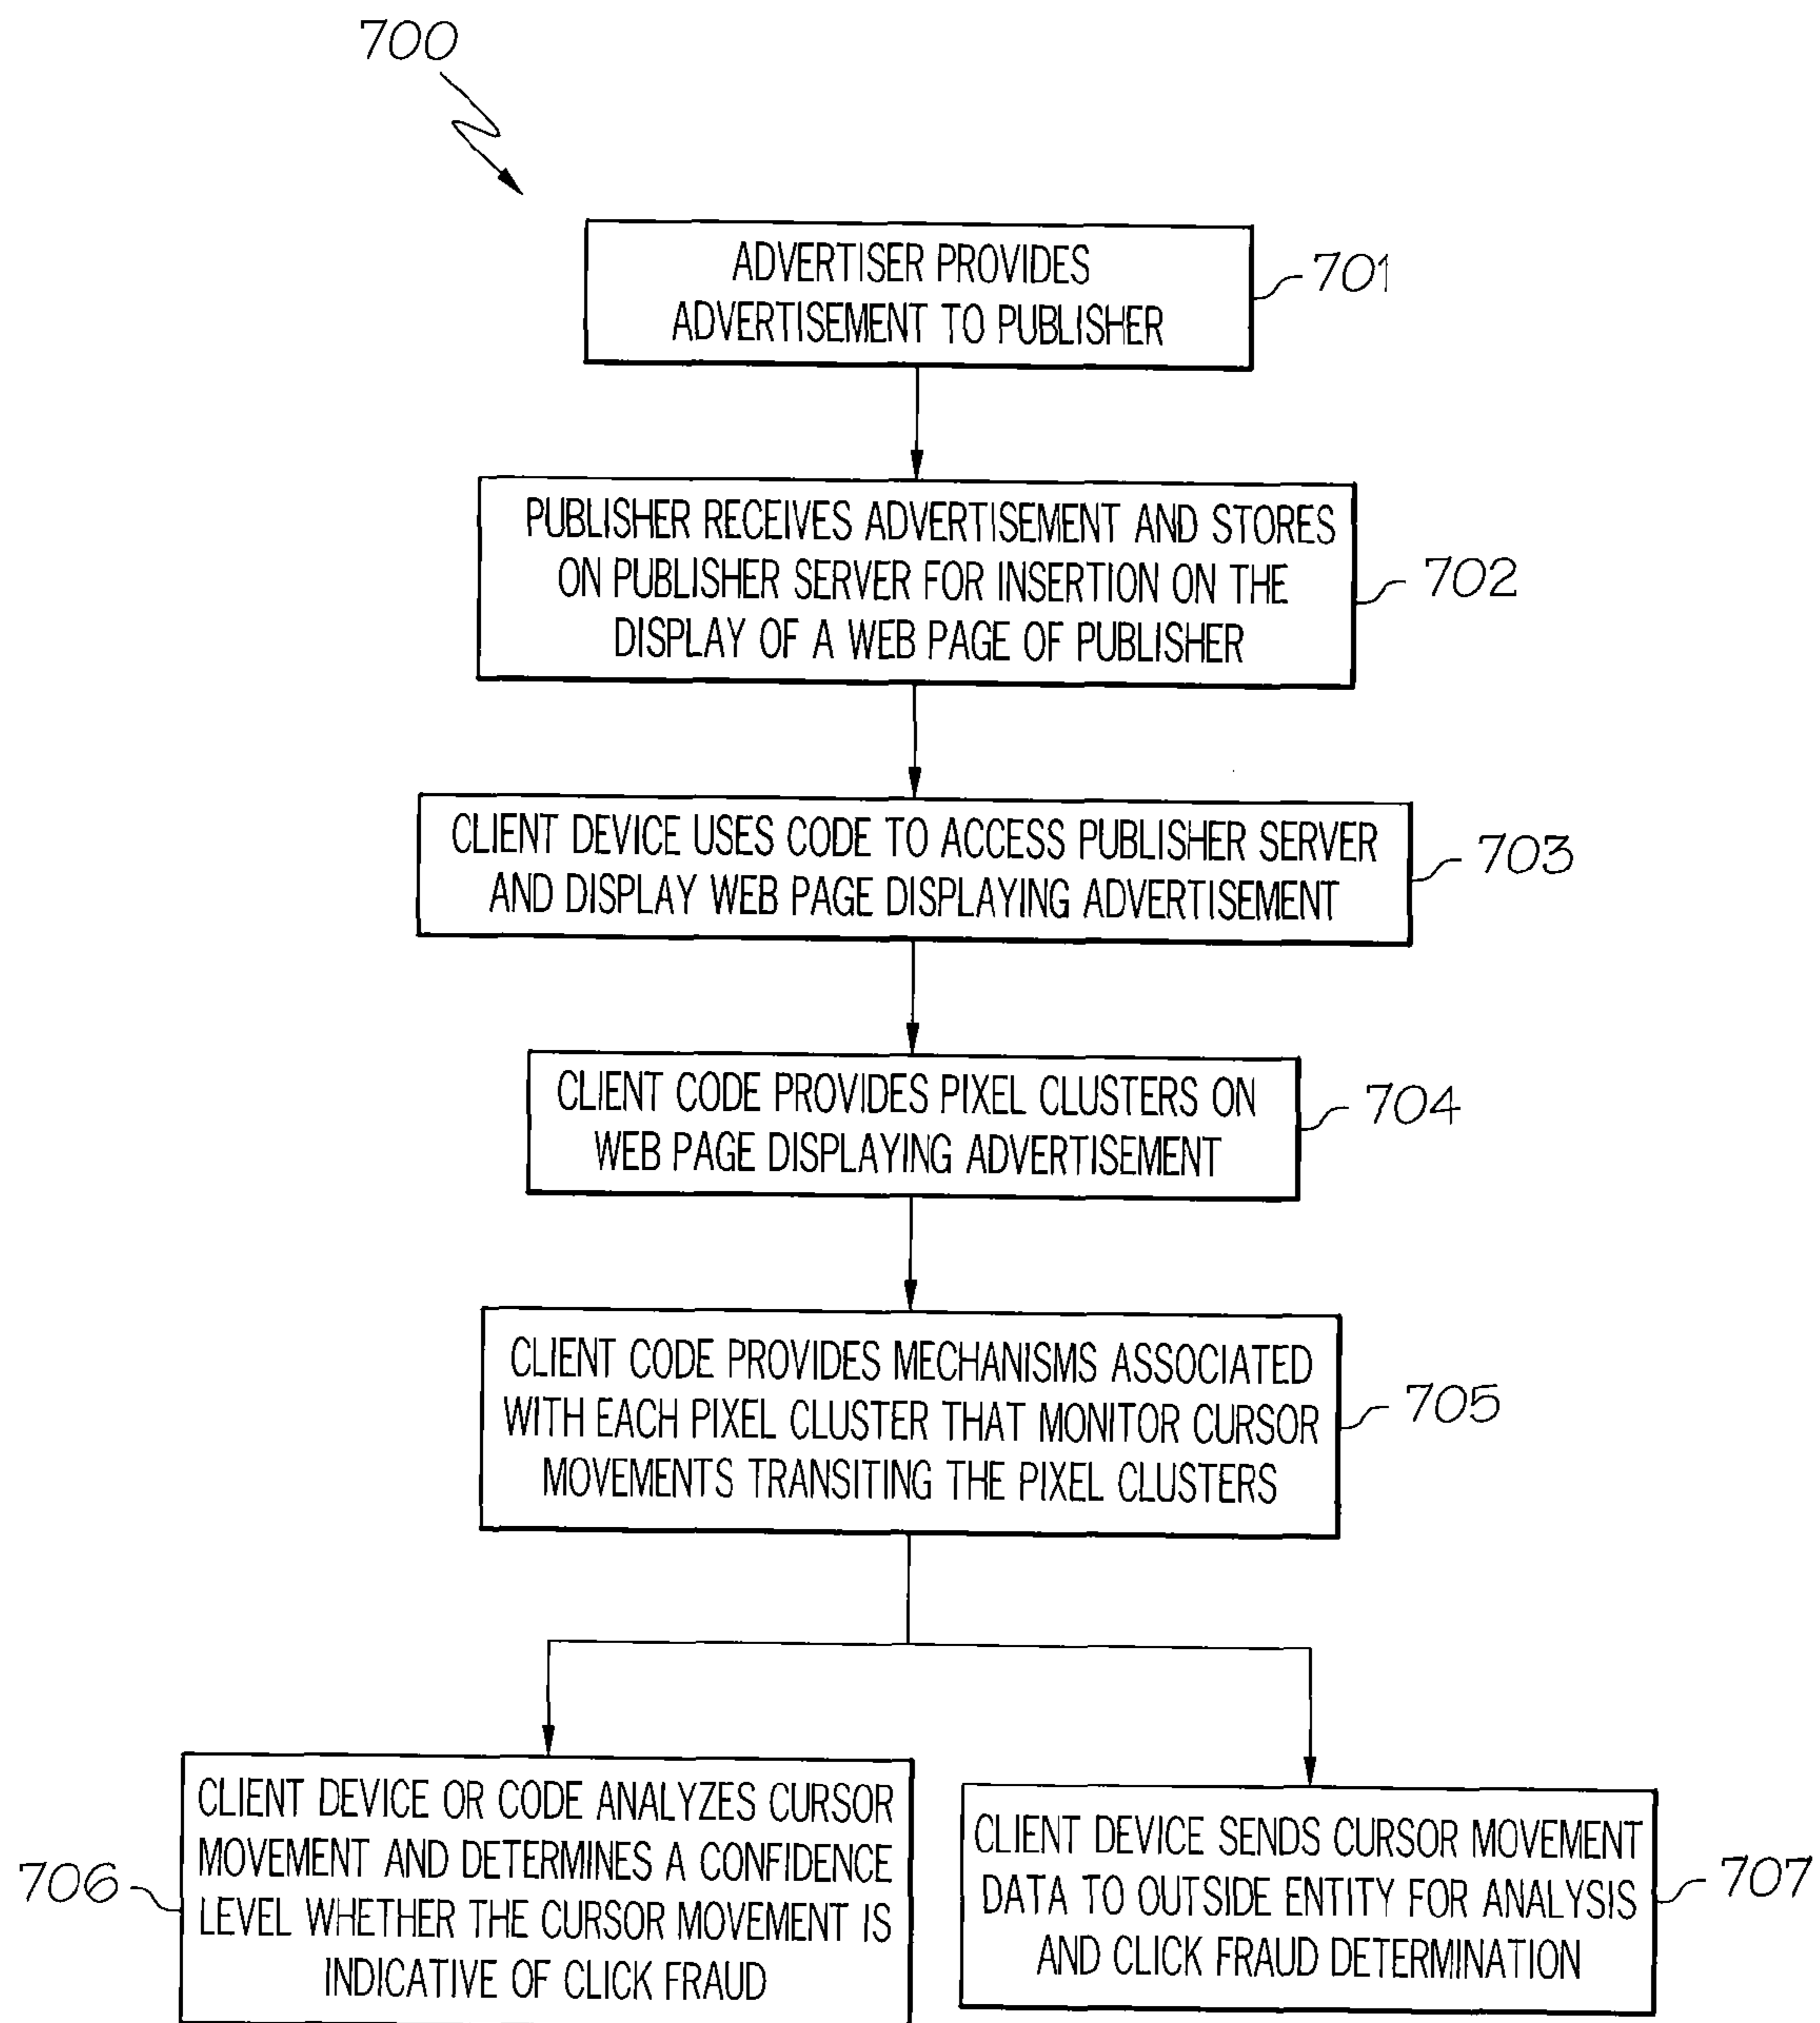 700
ADVERTISER PROVIDES
ADVERTISEMENT TO PUBLISHER
701
PUBLISHER RECEIVES ADVERTISEMENT AND STORES
ON PUBLISHER SERVER FOR INSERTION ON THE
DISPLAY OF A WEB PAGE OF PUBLISHER
702
CLIENT DEVICE USES CODE TO ACCESS PUBLISHER SERVER
AND DISPLAY WEB PAGE DISPLAYING ADVERTISEMENT
703
CLIENT CODE PROVIDES PIXEL CLUSTERS ON
WEB PAGE DISPLAYING ADVERTISEMENT
704
CLIENT CODE PROVIDES MECHANISMS ASSOCIATED
WITH EACH PIXEL CLUSTER THAT MONITOR CURSOR
MOVEMENTS TRANSITING THE PIXEL CLUSTERS
705
CLIENT DEVICE OR CODE ANALYZES CURSOR
MOVEMENT AND DETERMINES A CONFIDENCE
LEVEL WHETHER THE CURSOR MOVEMENT IS
INDICATIVE OF CLICK FRAUD
706
CLIENT DEVICE SENDS CURSOR MOVEMENT
DATA TO OUTSIDE ENTITY FOR ANALYSIS
AND CLICK FRAUD DETERMINATION
707